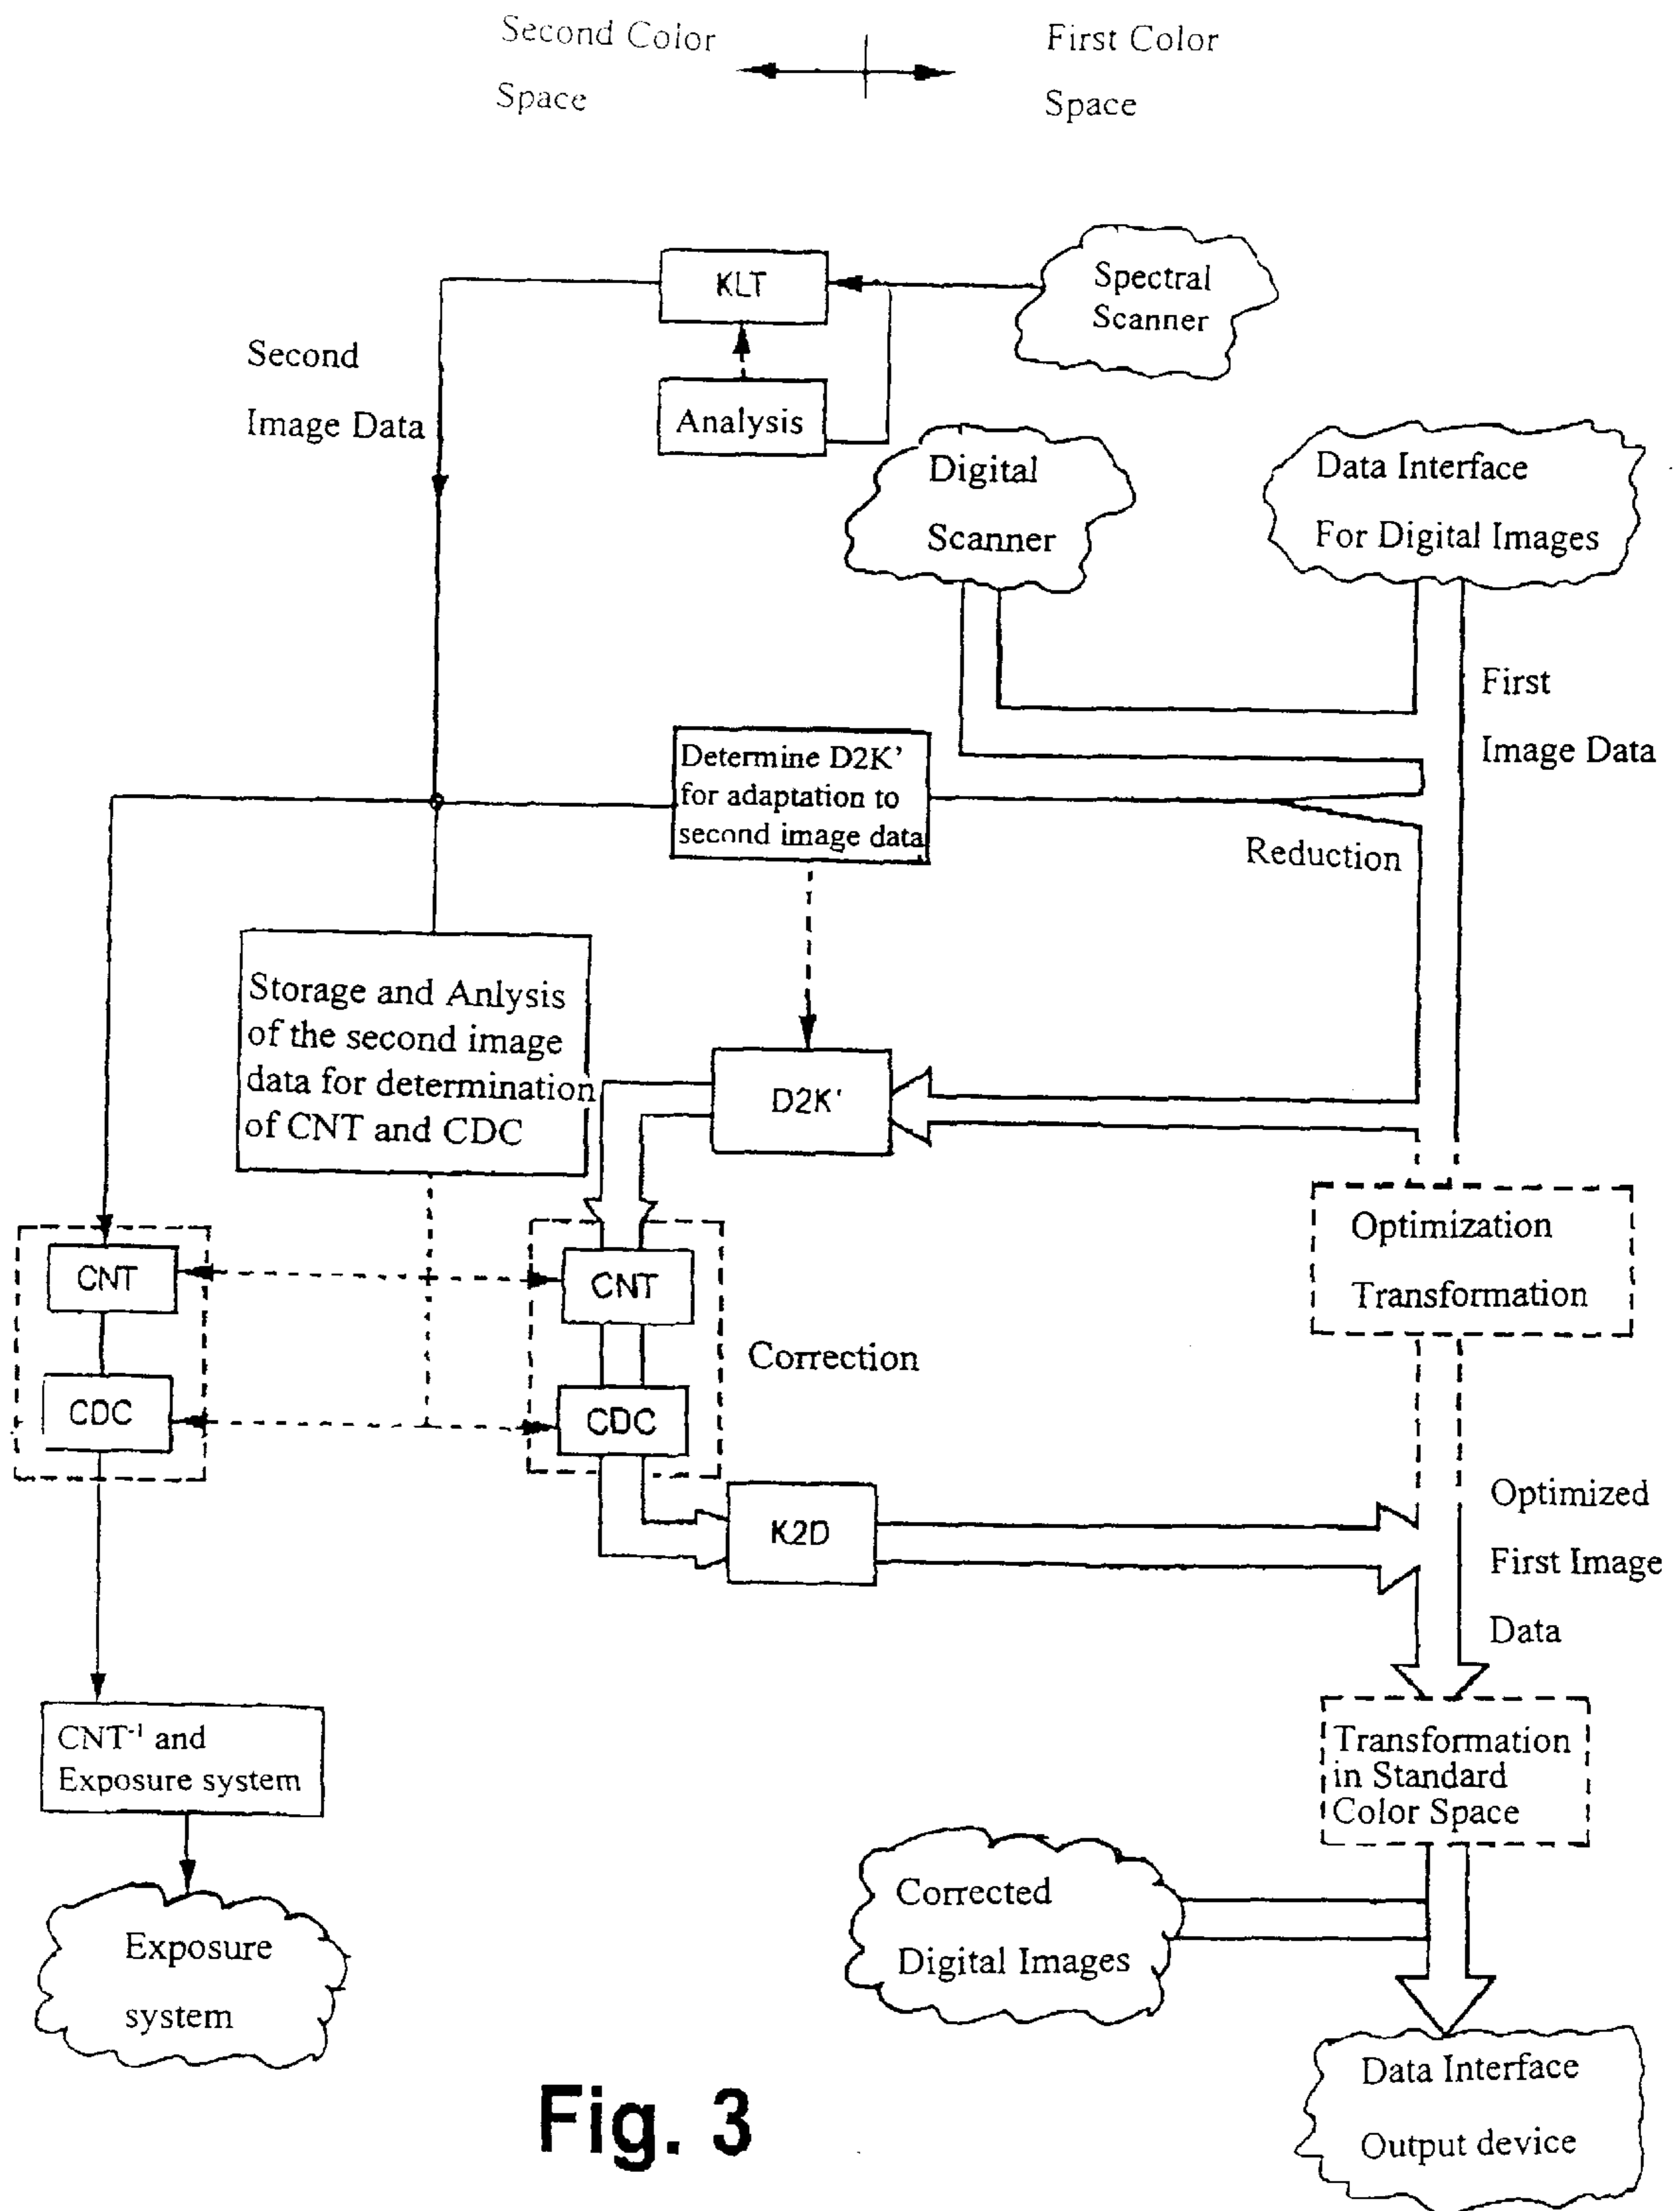 Second Color
Space
First Color
Space
KLT
Spectral
Scanner
Second
Image Data
Analysis
Digital
Scanner
Data Interface
For Digital Images
First
Image Data
Determine D2K'
for adaptation to
second image data
Reduction
Storage and Anlysis
of the second image
data for determination
of CNT and CDC
D2K'
Optimization
Transformation
CNT
CNT
Correction
CDC
CDC
K2D
Optimized
First Image
Data
CNT⁻¹ and
Exposure system
Transformation
in Standard
Color Space
Corrected
Digital Images
Exposure
system
Data Interface
Output device
Fig. 3